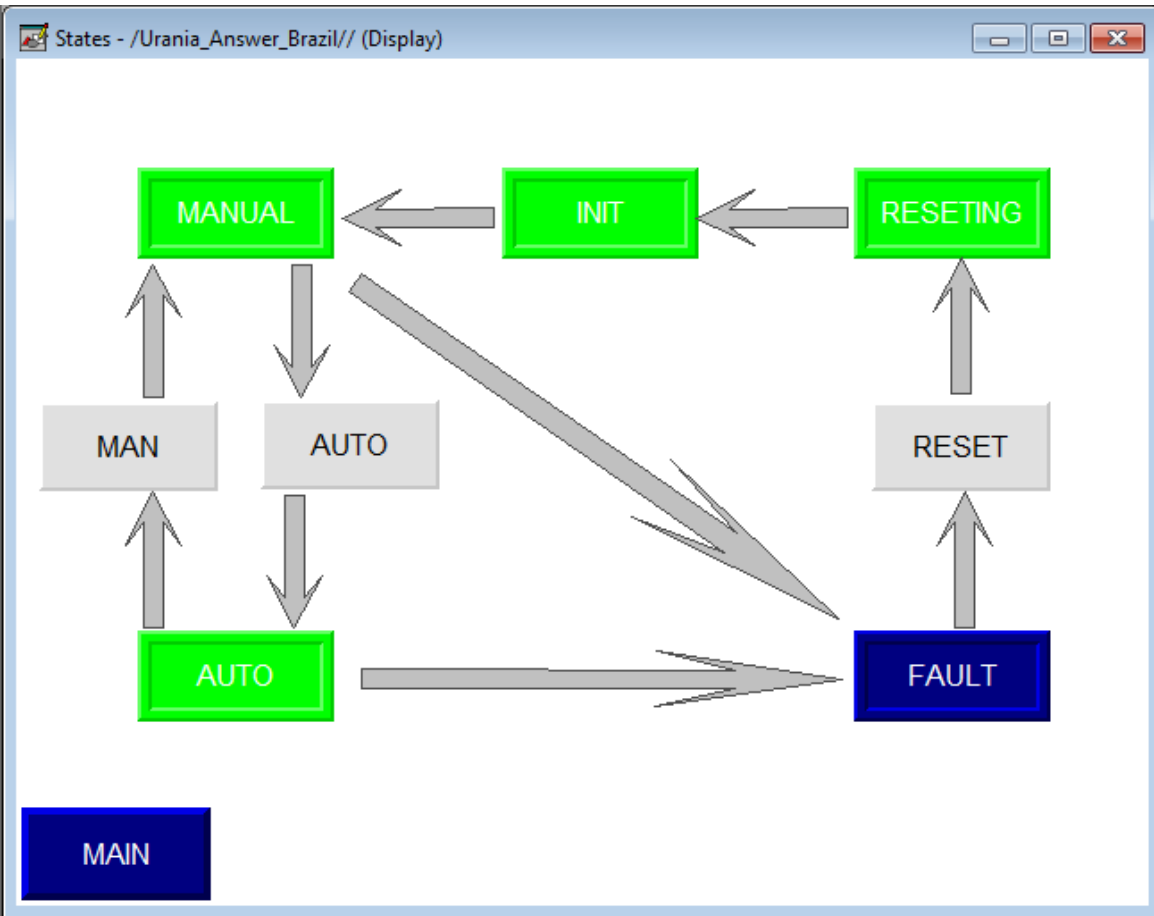 States - /Urania_Answer_Brazil// (Display)
MANUAL
INIT
RESETING
MAN
AUTO
RESET
AUTO
FAULT
MAIN